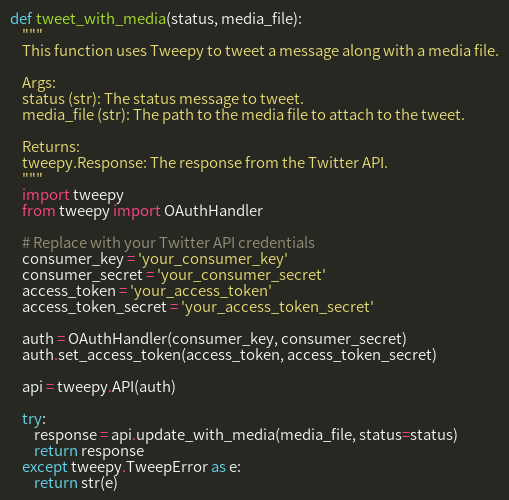 def tweet_with_media(status, media_file):
    """
    This function uses Tweepy to tweet a message along with a media file.

    Args:
    status (str): The status message to tweet.
    media_file (str): The path to the media file to attach to the tweet.

    Returns:
    tweepy.Response: The response from the Twitter API.
    """
    import tweepy
    from tweepy import OAuthHandler

    # Replace with your Twitter API credentials
    consumer_key = 'your_consumer_key'
    consumer_secret = 'your_consumer_secret'
    access_token = 'your_access_token'
    access_token_secret = 'your_access_token_secret'

    auth = OAuthHandler(consumer_key, consumer_secret)
    auth.set_access_token(access_token, access_token_secret)

    api = tweepy.API(auth)

    try:
        response = api.update_with_media(media_file, status=status)
        return response
    except tweepy.TweepError as e:
        return str(e)